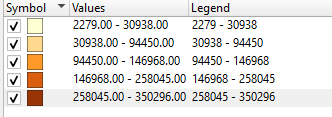 Symbol Values Legend
2279.00 - 30938.00 2279 - 30938
30938.00 - 94450.00 30938 - 94450
94450.00 - 146968.00 94450 - 146968
146968.00 - 258045.00 146968 - 258045
258045.00 - 350296.00 258045 - 350296